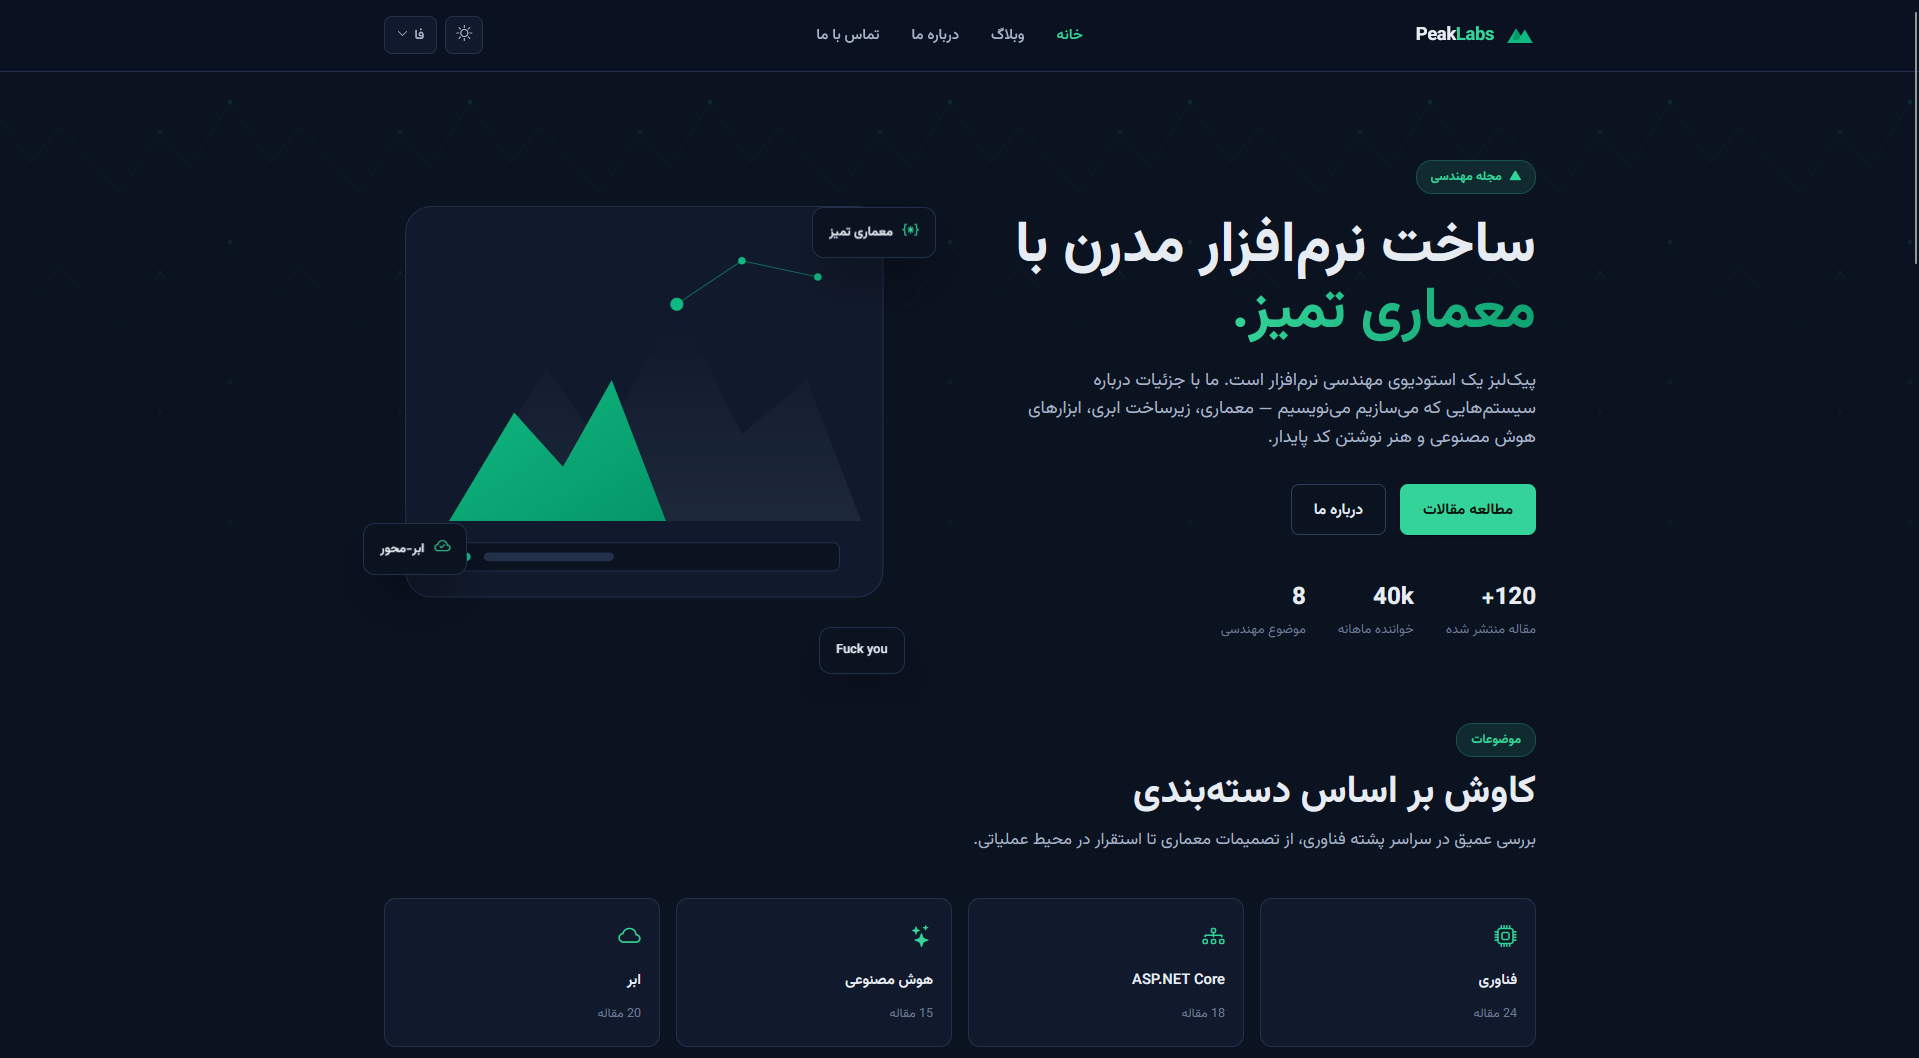 PeakLabs
خانه
وبلاگ
درباره ما
تماس با ما
فا
مجله مهندسی
ساخت نرم‌افزار مدرن با
معماری تمیز.
پیک‌لبز یک استودیوی مهندسی نرم‌افزار است. ما با جزئیات درباره
سیستم‌هایی که می‌سازیم می‌نویسیم — معماری، زیرساخت ابری، ابزارهای
هوش مصنوعی و هنر نوشتن کد پایدار.
مطالعه مقالات
درباره ما
120+
مقاله منتشر شده
40k
خواننده ماهانه
8
موضوع مهندسی
معماری تمیز
ابر-محور
Fuck you
موضوعات
کاوش بر اساس دسته‌بندی
بررسی عمیق در سراسر پشته فناوری، از تصمیمات معماری تا استقرار در محیط عملیاتی.
فناوری
24 مقاله
ASP.NET Core
18 مقاله
هوش مصنوعی
15 مقاله
ابر
20 مقاله